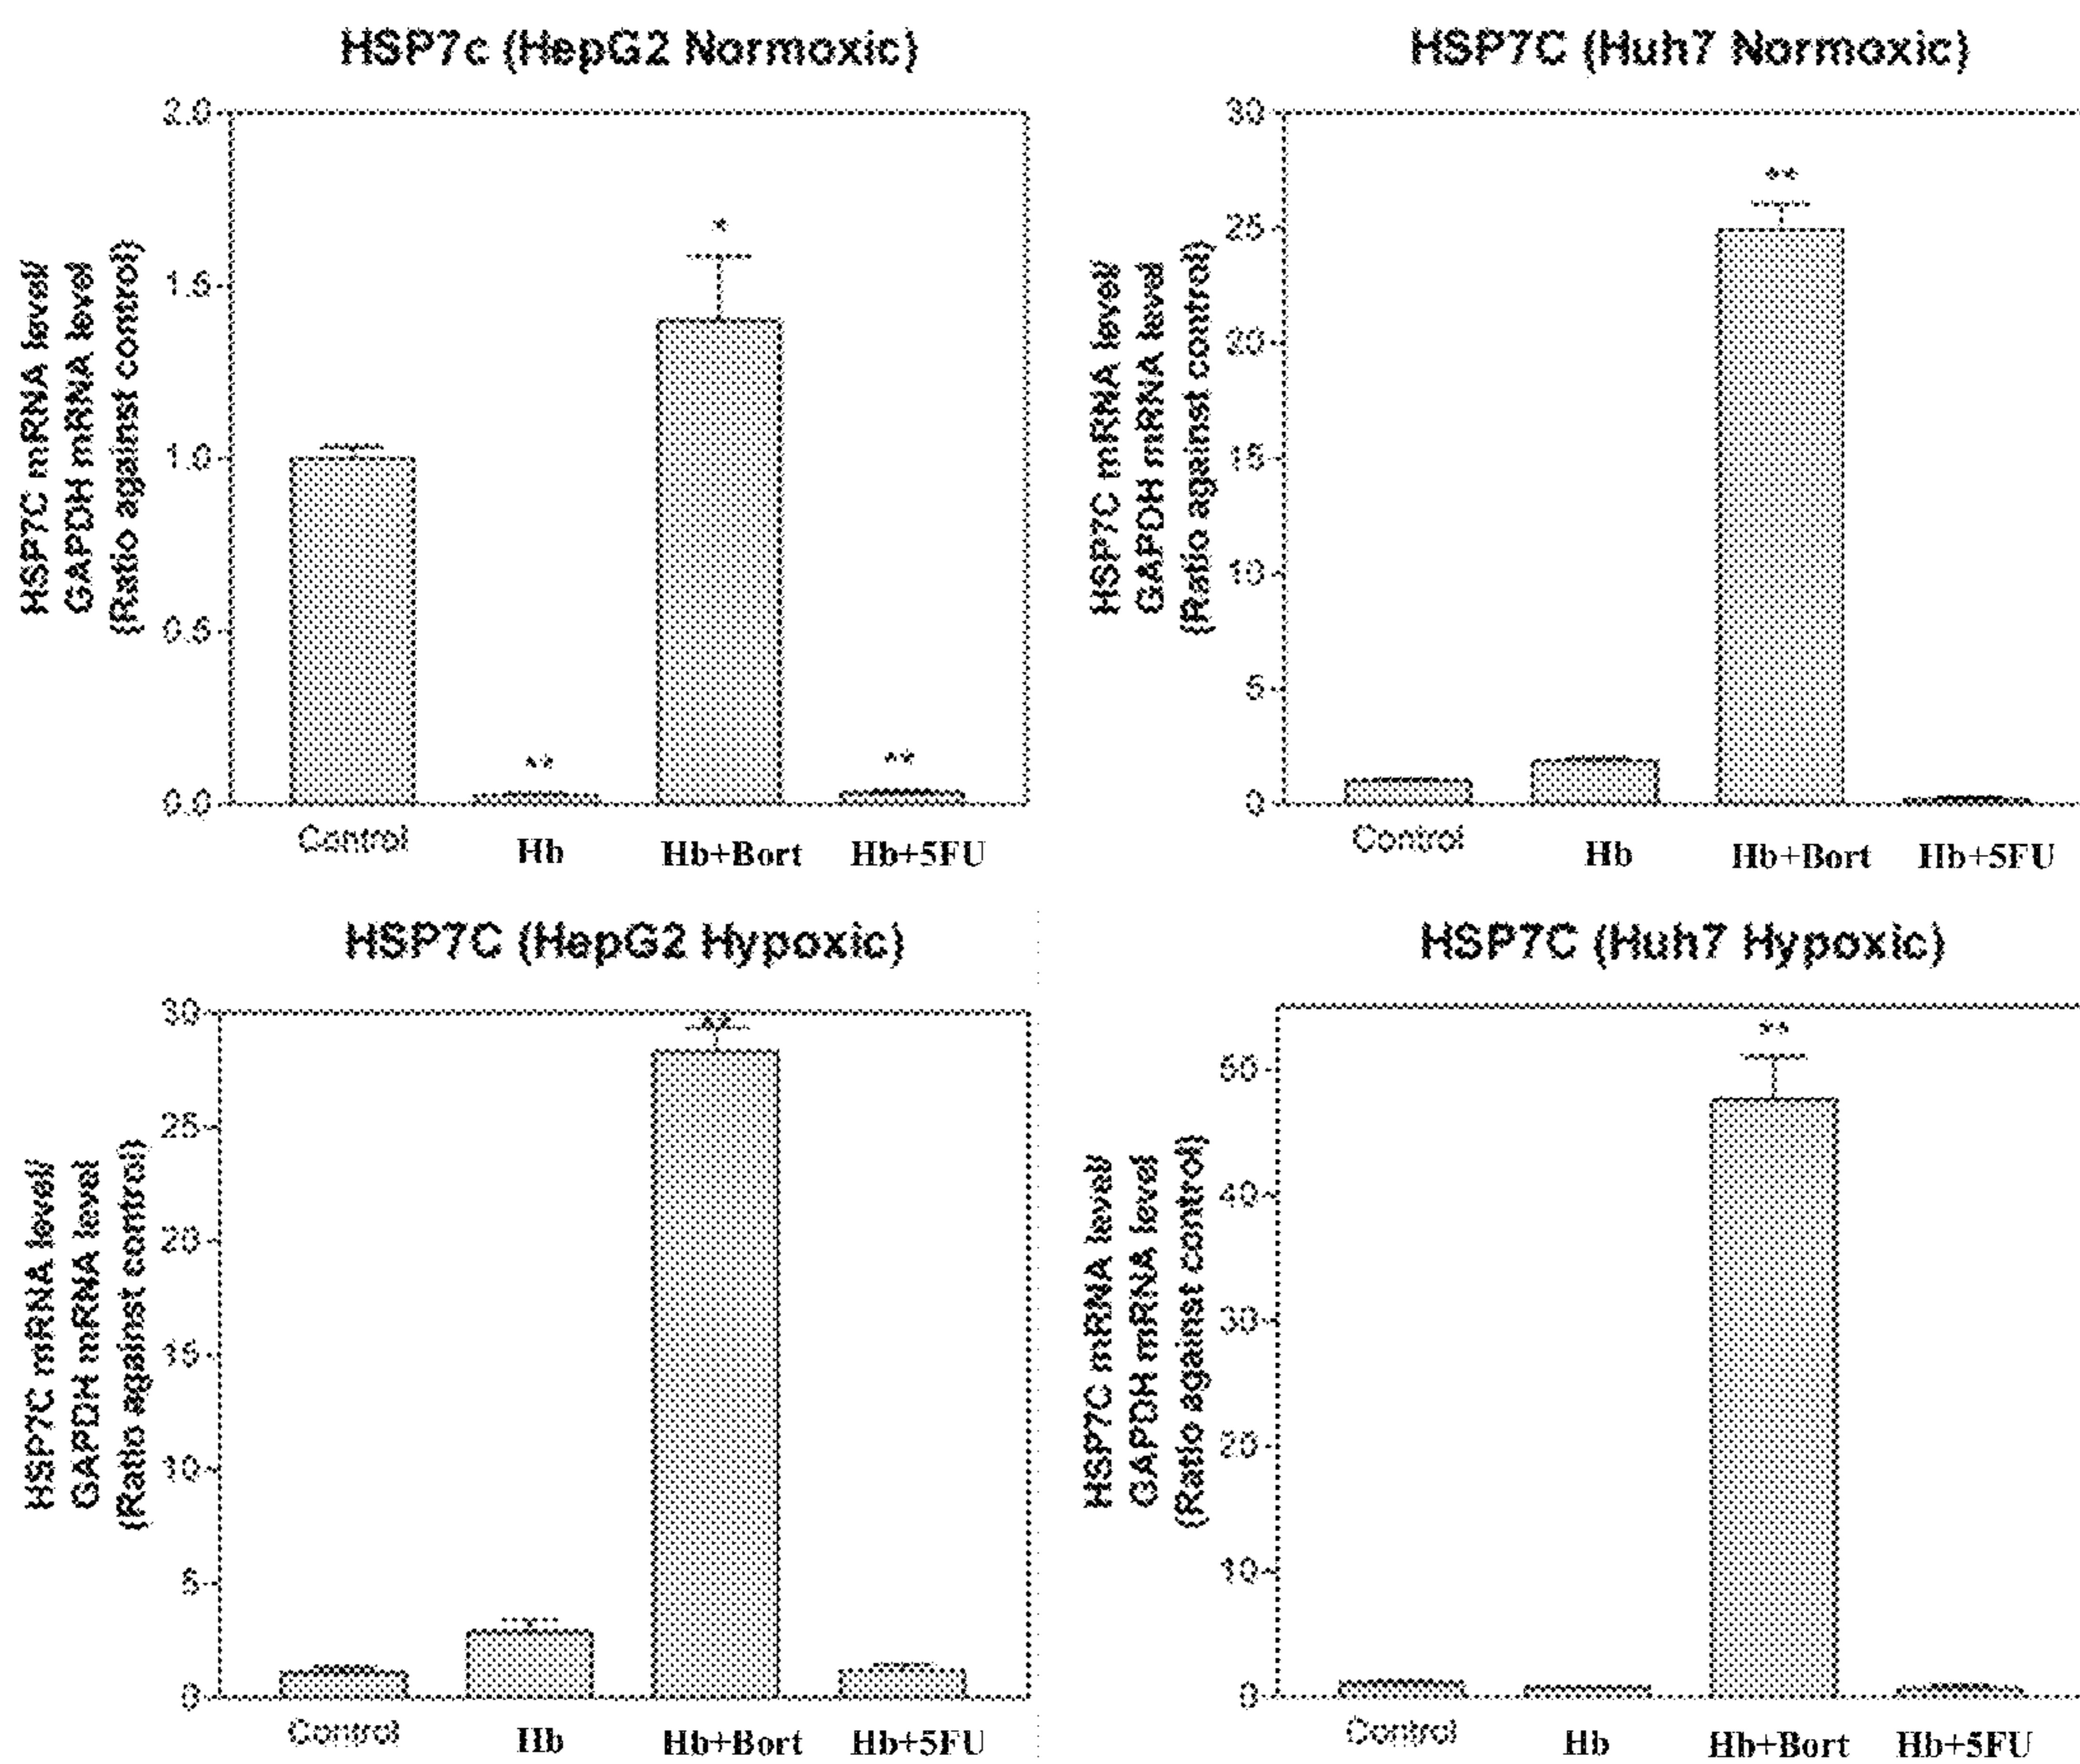 HSP7c (HepG2 Normoxic)
HSP7C mRNA level/
GAPDH mRNA level
(Ratio against control)
2.0
1.5
1.0
0.5
0.0
*
**
**
Control Hb Hb+Bort Hb+5FU
HSP7C (Huh7 Normoxic)
HSP7C mRNA level/
GAPDH mRNA level
(Ratio against control)
30
25
20
15
10
5
0
**
Control Hb Hb+Bort Hb+5FU
HSP7C (HepG2 Hypoxic)
HSP7C mRNA level/
GAPDH mRNA level
(Ratio against control)
30
25
20
15
10
5
0
**
Control Hb Hb+Bort Hb+5FU
HSP7C (Huh7 Hypoxic)
HSP7C mRNA level/
GAPDH mRNA level
(Ratio against control)
50
40
30
20
10
0
**
Control Hb Hb+Bort Hb+5FU